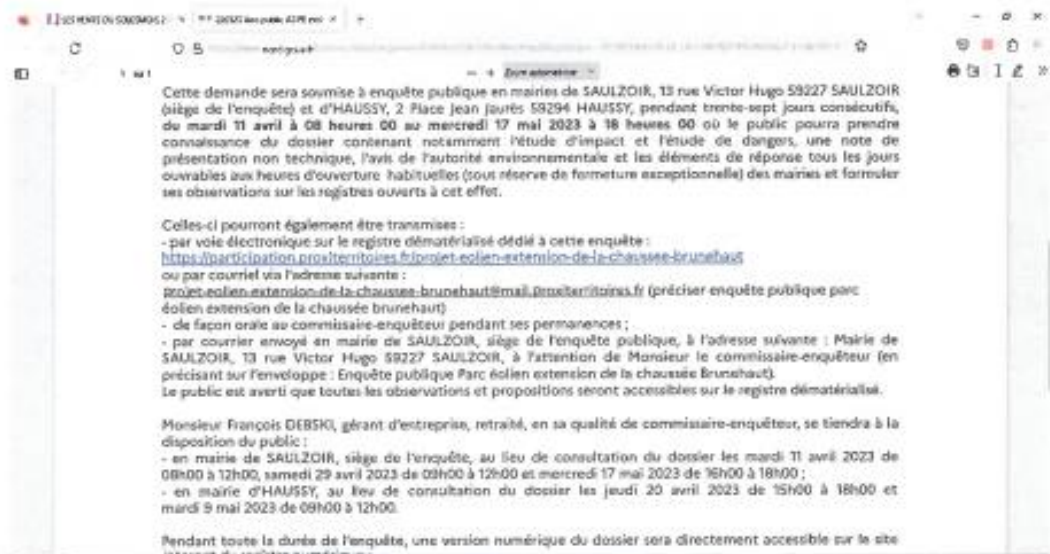 nord.gouv.fr
1 sur 1
Zoom automatique
Cette demande sera soumise à enquête publique en mairies de SAULZOIR, 13 rue Victor Hugo 59227 SAULZOIR
(siège de l'enquête) et d'HAUSSY, 2 Place Jean Jaurès 59294 HAUSSY, pendant trente-sept jours consécutifs,
du mardi 11 avril à 08 heures 00 au mercredi 17 mai 2023 à 18 heures 00 où le public pourra prendre
connaissance du dossier contenant notamment l'étude d'impact et l'étude de dangers, une note de
présentation non technique, l'avis de l'autorité environnementale et les éléments de réponse tous les jours
ouvrables aux heures d'ouverture habituelles (sous réserve de fermeture exceptionnelle) des mairies et formuler
ses observations sur les registres ouverts à cet effet.
Celles-ci pourront également être transmises :
- par voie électronique sur le registre dématérialisé dédié à cette enquête :
https://participation.proxiterritoires.fr/projet-eolien-extension-de-la-chaussee-brunehaut
ou par courriel via l'adresse suivante :
projet-eolien-extension-de-la-chaussee-brunehaut@mail.proxiterritoires.fr (préciser enquête publique parc
éolien extension de la chaussée brunehaut)
- de façon orale au commissaire-enquêteur pendant ses permanences ;
- par courrier envoyé en mairie de SAULZOIR, siège de l'enquête publique, à l'adresse suivante : Mairie de
SAULZOIR, 13 rue Victor Hugo 59227 SAULZOIR, à l'attention de Monsieur le commissaire-enquêteur (en
précisant sur l'enveloppe : Enquête publique Parc éolien extension de la chaussée Brunehaut).
Le public est averti que toutes les observations et propositions seront accessibles sur le registre dématérialisé.
Monsieur François DEBSKI, gérant d'entreprise, retraité, en sa qualité de commissaire-enquêteur, se tiendra à la
disposition du public :
- en mairie de SAULZOIR, siège de l'enquête, au lieu de consultation du dossier les mardi 11 avril 2023 de
08h00 à 12h00, samedi 29 avril 2023 de 09h00 à 12h00 et mercredi 17 mai 2023 de 16h00 à 18h00 ;
- en mairie d'HAUSSY, au lieu de consultation du dossier les jeudi 20 avril 2023 de 15h00 à 18h00 et
mardi 9 mai 2023 de 09h00 à 12h00.
Pendant toute la durée de l'enquête, une version numérique du dossier sera directement accessible sur le site